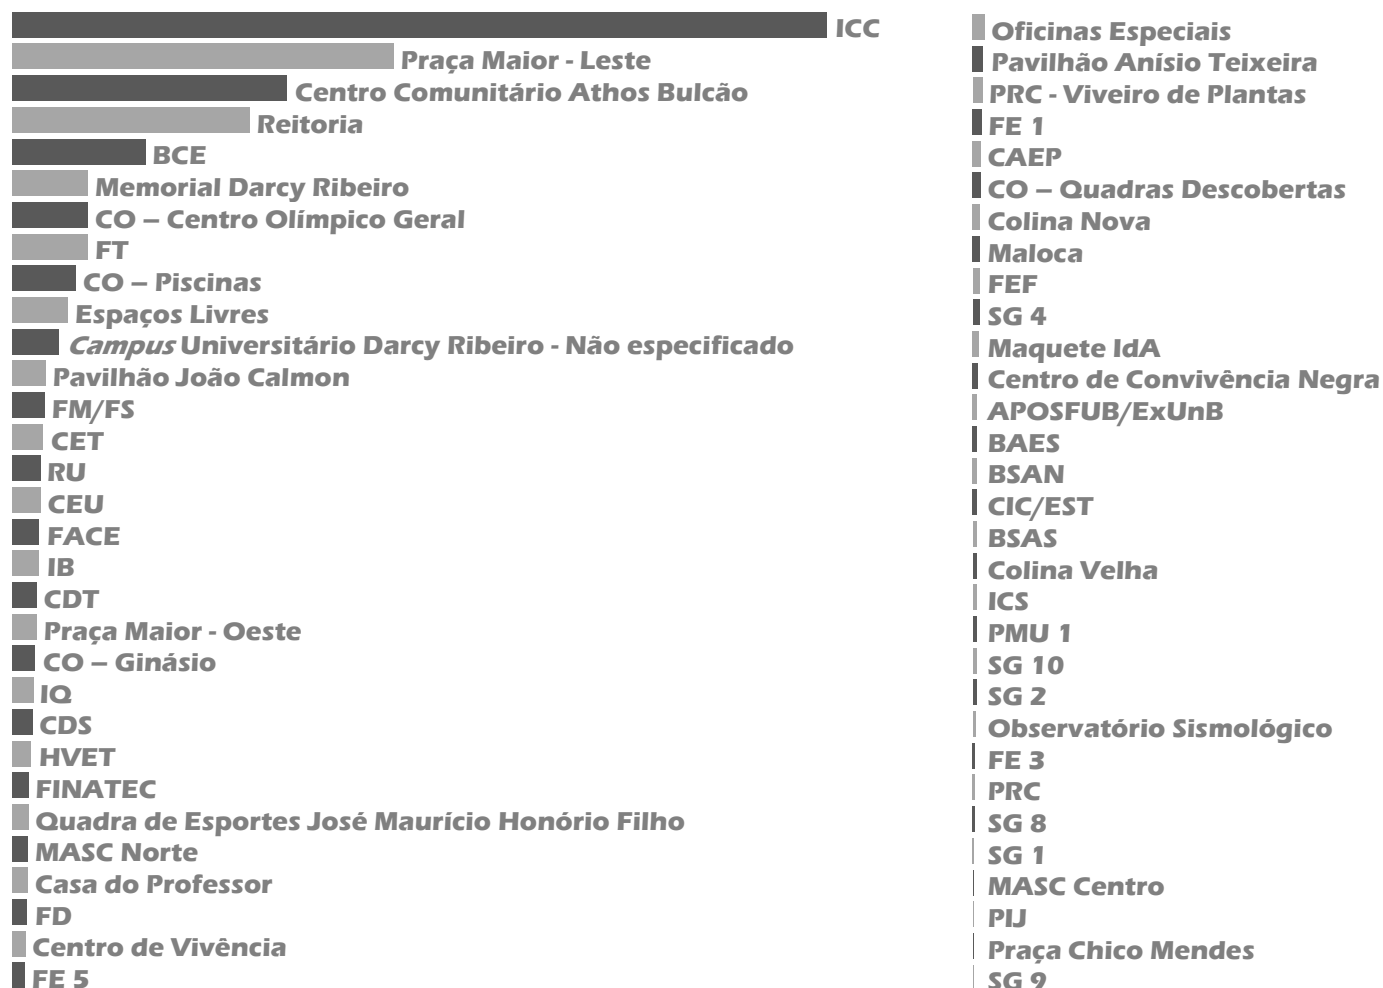 ICC
Praça Maior - Leste
Centro Comunitário Athos Bulcão
Reitoria
BCE
Memorial Darcy Ribeiro
CO – Centro Olímpico Geral
FT
CO – Piscinas
Espaços Livres
Campus Universitário Darcy Ribeiro - Não especificado
Pavilhão João Calmon
FM/FS
CET
RU
CEU
FACE
IB
CDT
Praça Maior - Oeste
CO – Ginásio
IQ
CDS
HVET
FINATEC
Quadra de Esportes José Maurício Honório Filho
MASC Norte
Casa do Professor
FD
Centro de Vivência
FE 5
Oficinas Especiais
Pavilhão Anísio Teixeira
PRC - Viveiro de Plantas
FE 1
CAEP
CO – Quadras Descobertas
Colina Nova
Maloca
FEF
SG 4
Maquete IdA
Centro de Convivência Negra
APOSFUB/ExUnB
BAES
BSAN
CIC/EST
BSAS
Colina Velha
ICS
PMU 1
SG 10
SG 2
Observatório Sismológico
FE 3
PRC
SG 8
SG 1
MASC Centro
PIJ
Praça Chico Mendes
SG 9